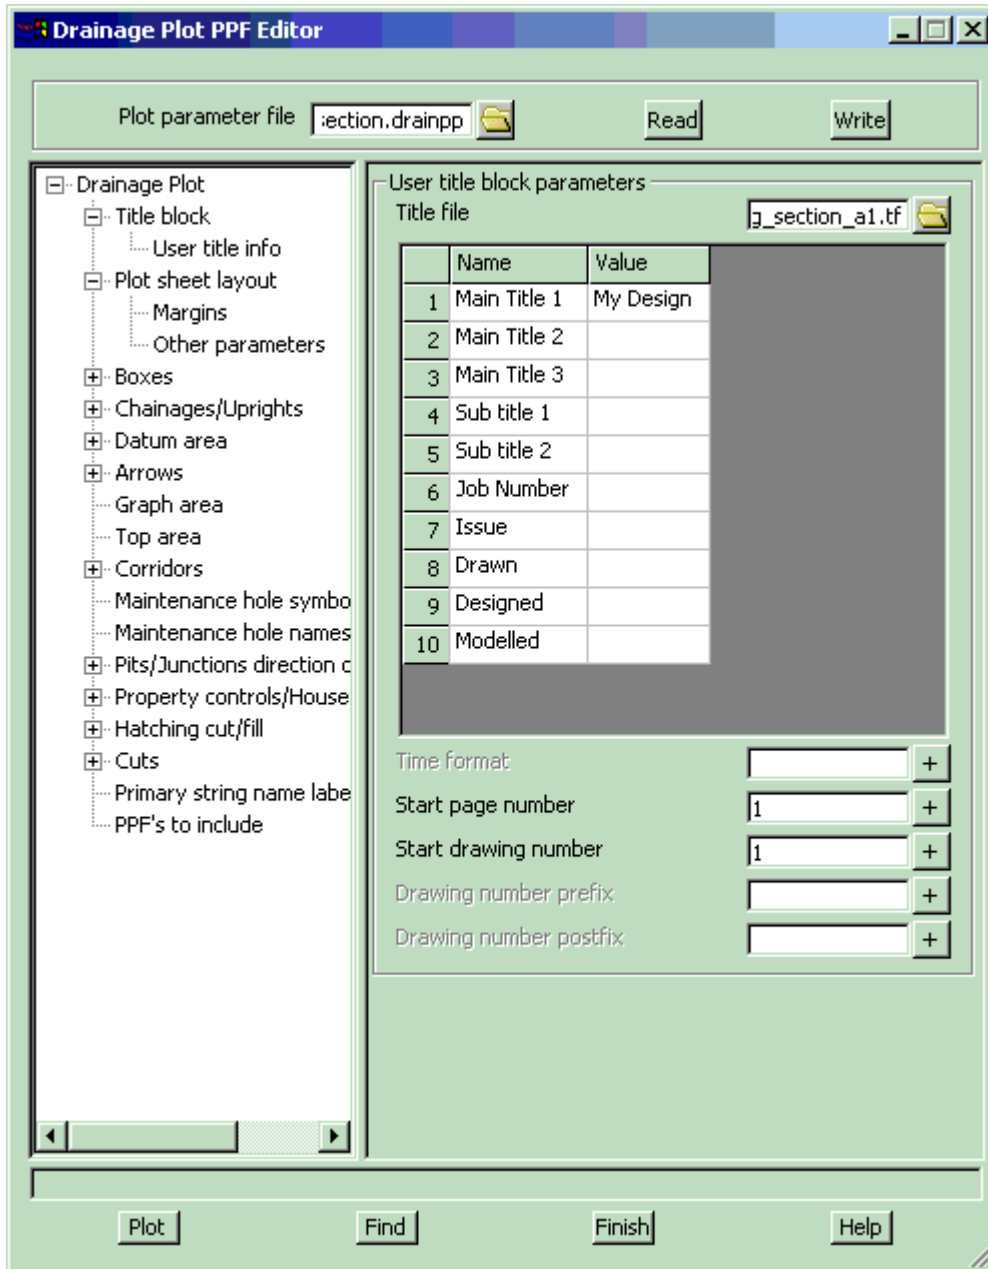 Drainage Plot PPF Editor
Plot parameter file ection.drainpp Read Write
Drainage Plot
Title block
User title info
Plot sheet layout
Margins
Other parameters
Boxes
Chainages/Uprights
Datum area
Arrows
Graph area
Top area
Corridors
Maintenance hole symbo
Maintenance hole names
Pits/Junctions direction c
Property controls/House
Hatching cut/fill
Cuts
Primary string name labe
PPF's to include
User title block parameters
Title file g_section_a1.tf
Name Value
1 Main Title 1 My Design
2 Main Title 2
3 Main Title 3
4 Sub title 1
5 Sub title 2
6 Job Number
7 Issue
8 Drawn
9 Designed
10 Modelled
Time format +
Start page number 1 +
Start drawing number 1 +
Drawing number prefix +
Drawing number postfix +
Plot Find Finish Help